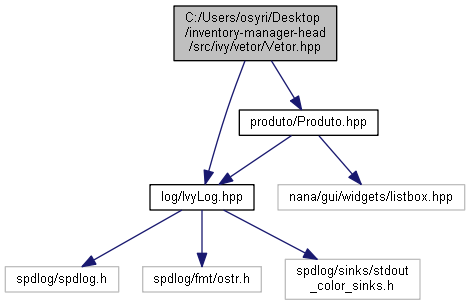 C:/Users/osyri/Desktop
/inventory-manager-head
/src/ivy/vetor/Vetor.hpp
produto/Produto.hpp
log/IvyLog.hpp
nana/gui/widgets/listbox.hpp
spdlog/spdlog.h
spdlog/fmt/ostr.h
spdlog/sinks/stdout
_color_sinks.h